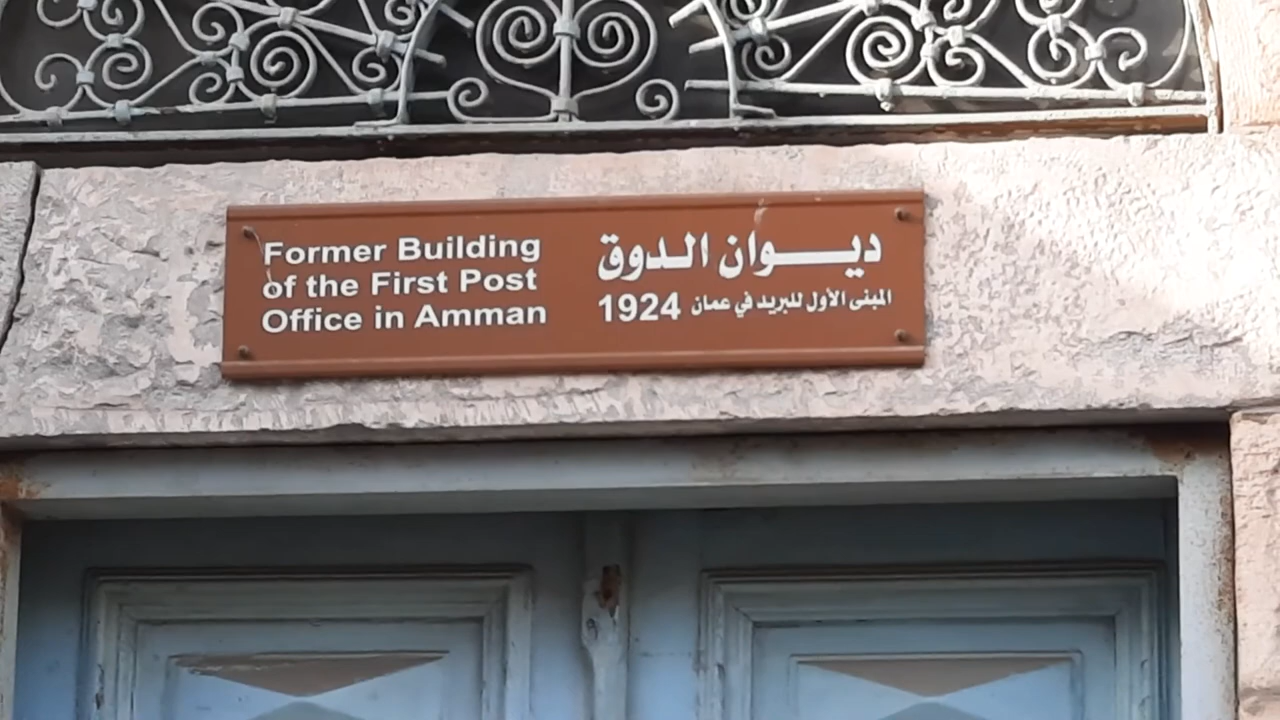 Former Building
of the First Post
Office in Amman
ديوان الدوق
المبنى الأول للبريد في عمان 1924